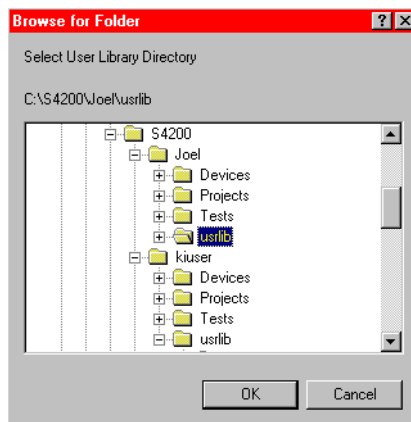 Browse for Folder
Select User Library Directory
C:\S4200\Joel\usrlib
S4200
Joel
Devices
Projects
Tests
usrlib
kiuser
Devices
Projects
Tests
usrlib
OK Cancel